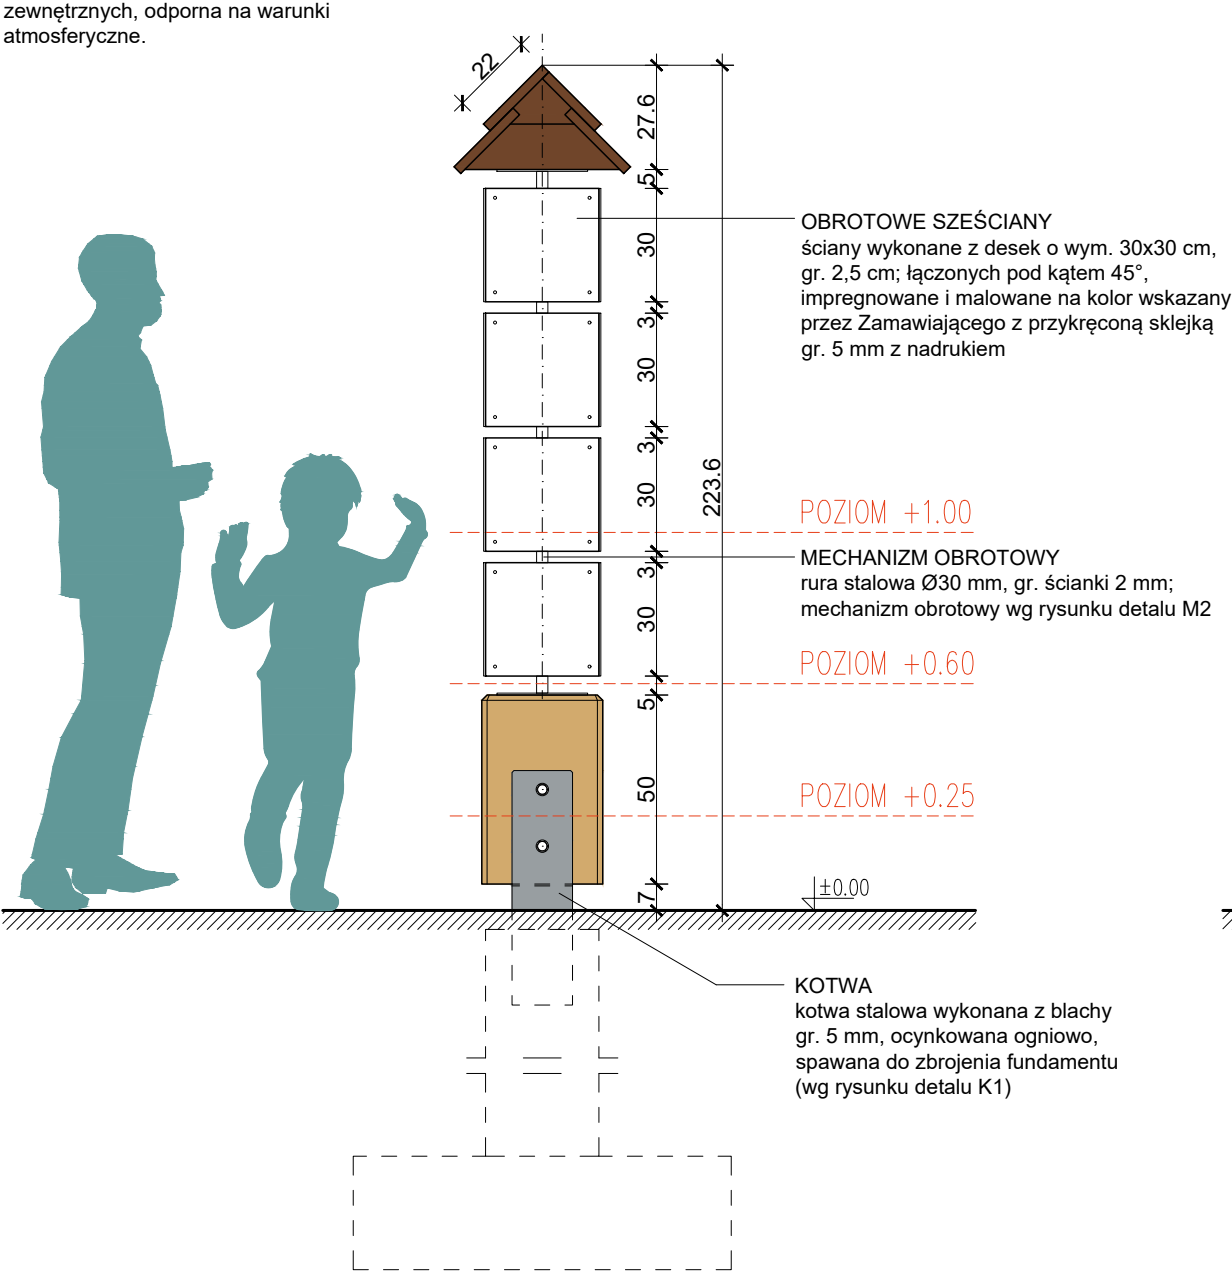 zewnętrznych, odporna na warunki
atmosferyczne.
22
27.6
5
30
3
30
3
30
3
30
5
50
7
223.6
OBROTOWE SZEŚCIANY
ściany wykonane z desek o wym. 30x30 cm,
gr. 2,5 cm; łączonych pod kątem 45°,
impregnowane i malowane na kolor wskazany
przez Zamawiającego z przykręconą sklejką
gr. 5 mm z nadrukiem
POZIOM +1.00
MECHANIZM OBROTOWY
rura stalowa Ø30 mm, gr. ścianki 2 mm;
mechanizm obrotowy wg rysunku detalu M2
POZIOM +0.60
POZIOM +0.25
±0.00
KOTWA
kotwa stalowa wykonana z blachy
gr. 5 mm, ocynkowana ogniowo,
spawana do zbrojenia fundamentu
(wg rysunku detalu K1)